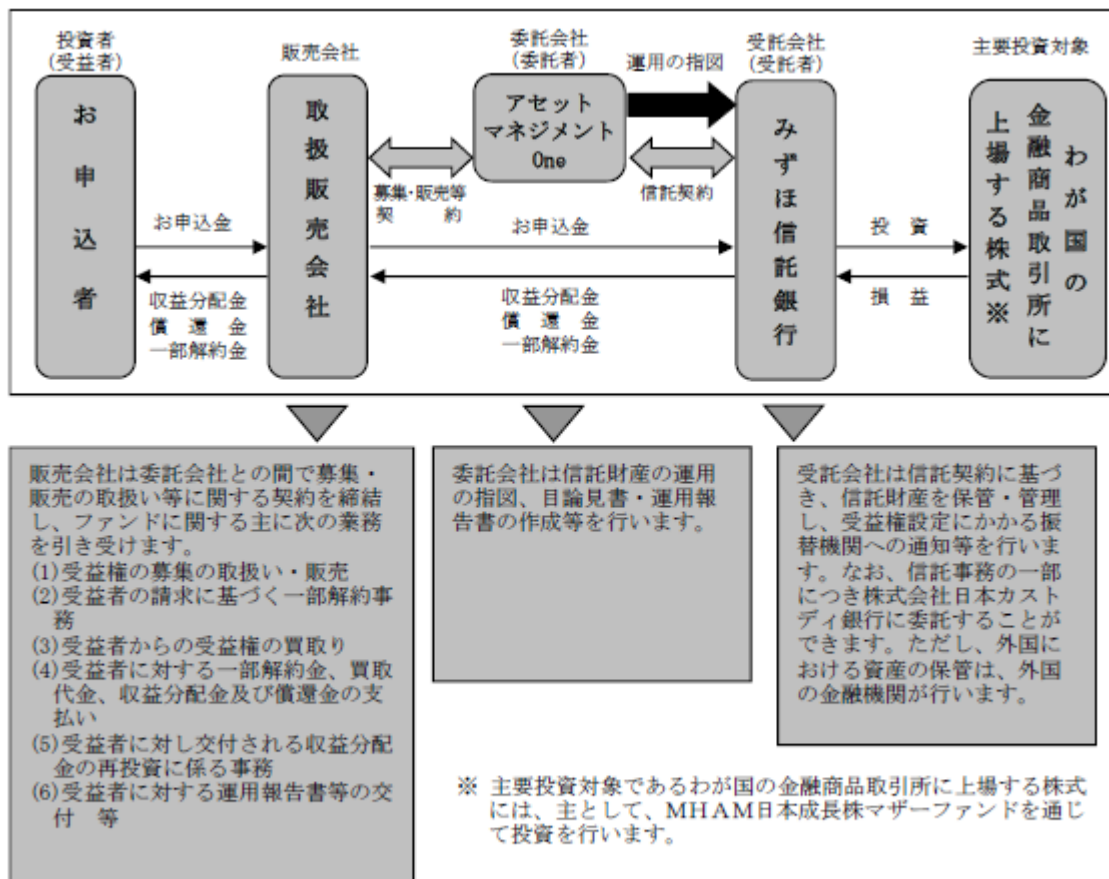 投資者
(受益者)
お申込者
販売会社
取扱販売会社
委託会社
(委託者)
アセット
マネジメント
One
運用の指図
受託会社
(受託者)
みずほ信託銀行
主要投資対象
わが国の
金融商品取引所に
上場する株式※
募集・販売等
契　　　約
信託契約
お申込金
お申込金
投　資
収益分配金
償　還　金
一部解約金
収益分配金
償　還　金
一部解約金
損　益
販売会社は委託会社との間で募集・
販売の取扱い等に関する契約を締結
し、ファンドに関する主に次の業務
を引き受けます。
(1)受益権の募集の取扱い・販売
(2)受益者の請求に基づく一部解約事
務
(3)受益者からの受益権の買取り
(4)受益者に対する一部解約金、買取
代金、収益分配金及び償還金の支
払い
(5)受益者に対し交付される収益分配
金の再投資に係る事務
(6)受益者に対する運用報告書等の交
付　等
委託会社は信託財産の運用
の指図、目論見書・運用報
告書の作成等を行います。
受託会社は信託契約に基づ
き、信託財産を保管・管理
し、受益権設定にかかる振
替機関への通知等を行いま
す。なお、信託事務の一部
につき株式会社日本カスト
ディ銀行に委託することが
できます。ただし、外国に
おける資産の保管は、外国
の金融機関が行います。
※　主要投資対象であるわが国の金融商品取引所に上場する株式
には、主として、MHAM日本成長株マザーファンドを通じ
て投資を行います。